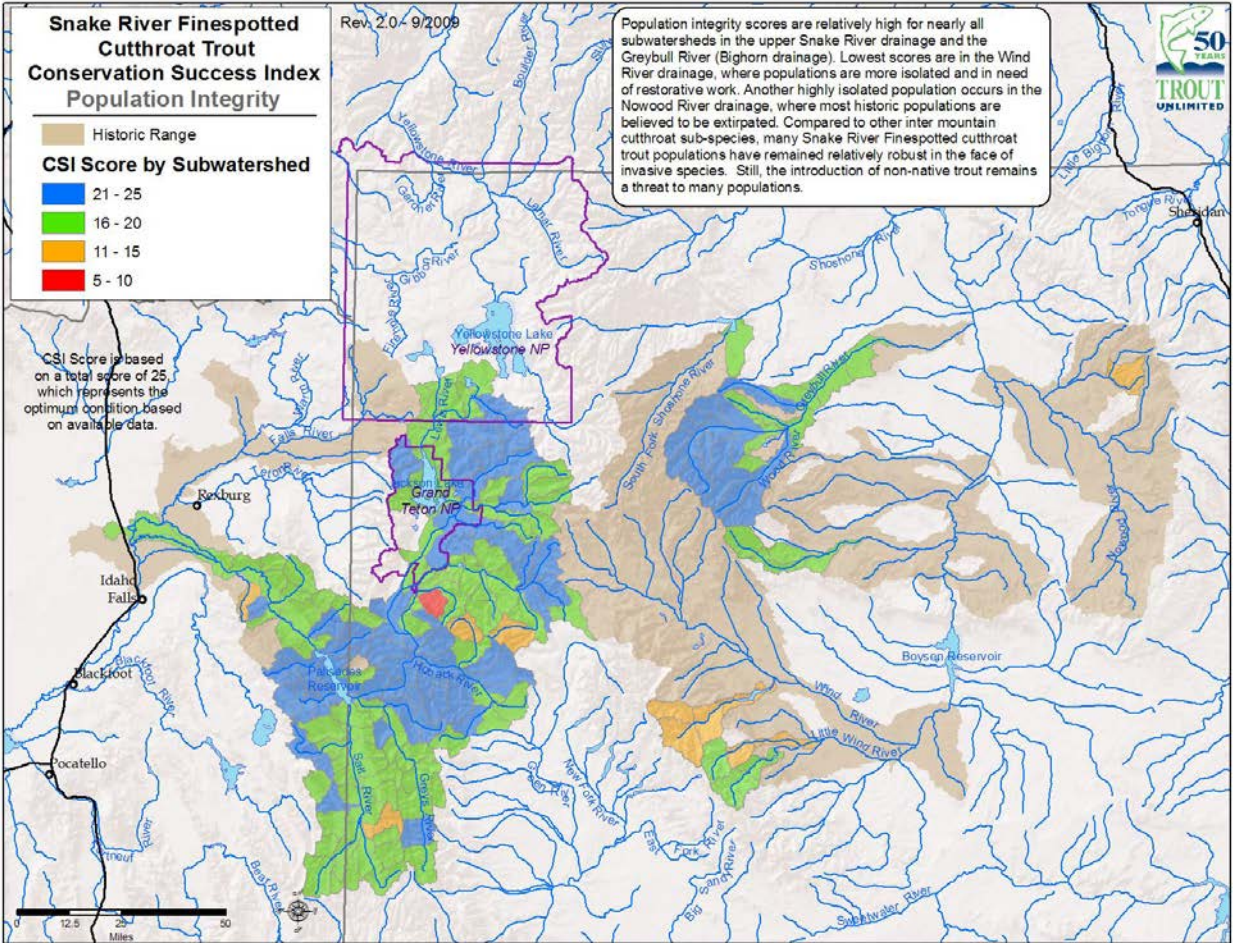 Snake River Finespotted
Cutthroat Trout
Conservation Success Index
Population Integrity
Historic Range
CSI Score by Subwatershed
21 - 25
16 - 20
11 - 15
5 - 10
Rev. 2.0 - 9/2009
Population integrity scores are relatively high for nearly all
subwatersheds in the upper Snake River drainage and the
Greybull River (Bighorn drainage). Lowest scores are in the Wind
River drainage, where populations are more isolated and in need
of restorative work. Another highly isolated population occurs in the
Nowood River drainage, where most historic populations are
believed to be extirpated. Compared to other inter mountain
cutthroat sub-species, many Snake River Finespotted cutthroat
trout populations have remained relatively robust in the face of
invasive species. Still, the introduction of non-native trout remains
a threat to many populations.
50
YEARS
TROUT
UNLIMITED
Boulder River
Yellowstone River
Gardner River
Lamar River
Gibbon River
Firehole River
Yellowstone Lake
Yellowstone NP
Shoshone River
Tongue River
Sheridan
CSI Score is based
on a total score of 25
which represents the
optimum condition based
on available data.
Falls River
Teton River
Lewis River
Rexburg
Grand
Teton NP
South Fork Shoshone River
Greybull River
Wood River
Nowood River
Idaho
Falls
Blackfoot
Blackfoot River
Palisades
Reservoir
Hoback River
Boysen Reservoir
Wind River
Little Wind River
Pocatello
Salt River
Greys River
Green River
New Fork River
East Fork River
Big Sandy River
Sweetwater River
Bear River
0 12.5 25 50
Miles